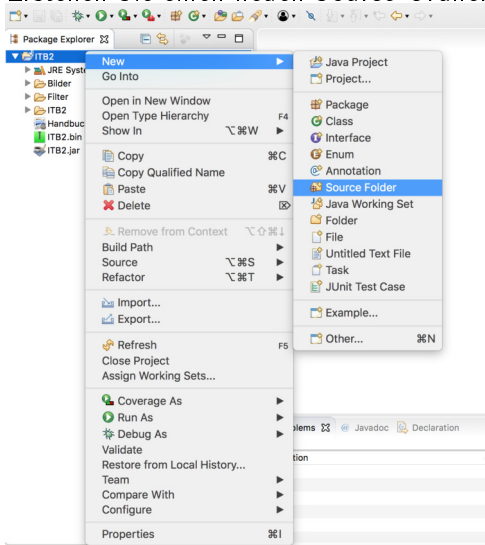 Package Explorer
ITB2
JRE Syste
Bilder
Filter
ITB2
Handbuc
ITB2.bin
ITB2.jar
New
Go Into
Open in New Window
Open Type Hierarchy F4
Show In ⌥⌘W
Copy ⌘C
Copy Qualified Name
Paste ⌘V
Delete ⌦
Remove from Context ⌥⇧⌘↓
Build Path
Source ⌥⌘S
Refactor ⌥⌘T
Import...
Export...
Refresh F5
Close Project
Assign Working Sets...
Coverage As
Run As
Debug As
Validate
Restore from Local History...
Team
Compare With
Configure
Properties ⌘I
Java Project
Project...
Package
Class
Interface
Enum
Annotation
Source Folder
Java Working Set
Folder
File
Untitled Text File
Task
JUnit Test Case
Example...
Other... ⌘N
blems @ Javadoc Declaration
tion